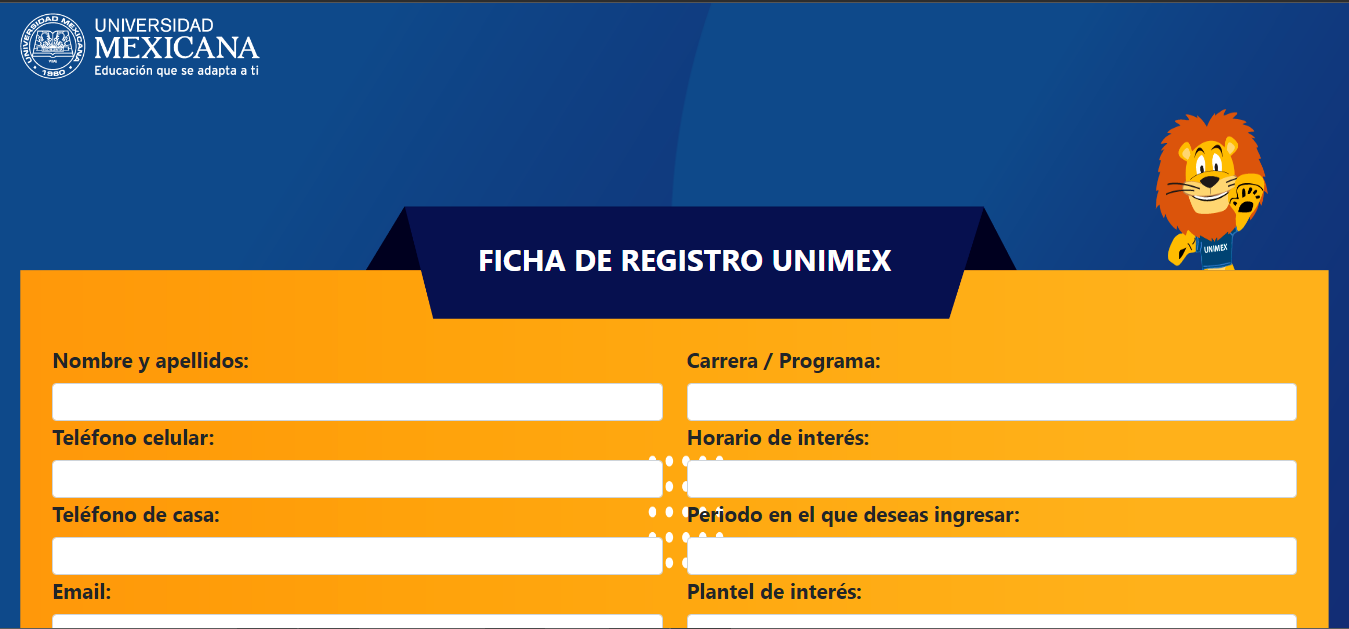 UNIVERSIDAD MEXICANA
1960
UNIVERSIDAD
MEXICANA
Educación que se adapta a ti
UNIMEX
FICHA DE REGISTRO UNIMEX
Nombre y apellidos:
Carrera / Programa:
Teléfono celular:
Horario de interés:
Teléfono de casa:
Periodo en el que deseas ingresar:
Email:
Plantel de interés: